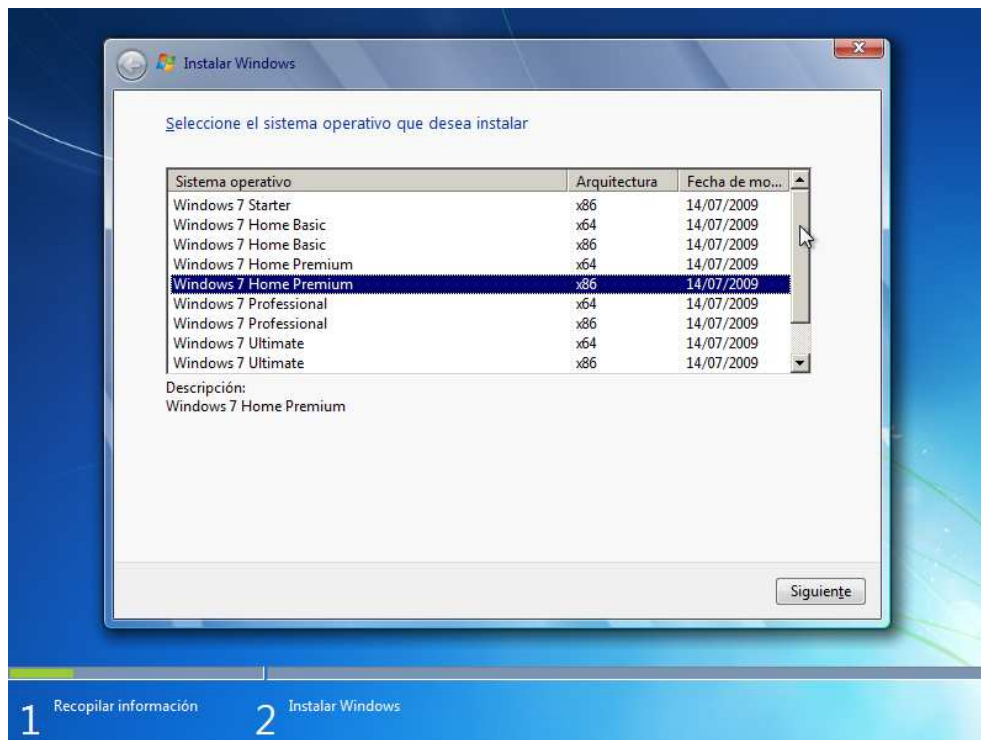 Instalar Windows
Seleccione el sistema operativo que desea instalar
Sistema operativo Arquitectura Fecha de mo...
Windows 7 Starter x86 14/07/2009
Windows 7 Home Basic x64 14/07/2009
Windows 7 Home Basic x86 14/07/2009
Windows 7 Home Premium x64 14/07/2009
Windows 7 Home Premium x86 14/07/2009
Windows 7 Professional x64 14/07/2009
Windows 7 Professional x86 14/07/2009
Windows 7 Ultimate x64 14/07/2009
Windows 7 Ultimate x86 14/07/2009
Descripción:
Windows 7 Home Premium
Siguiente
1 Recopilar información 2 Instalar Windows